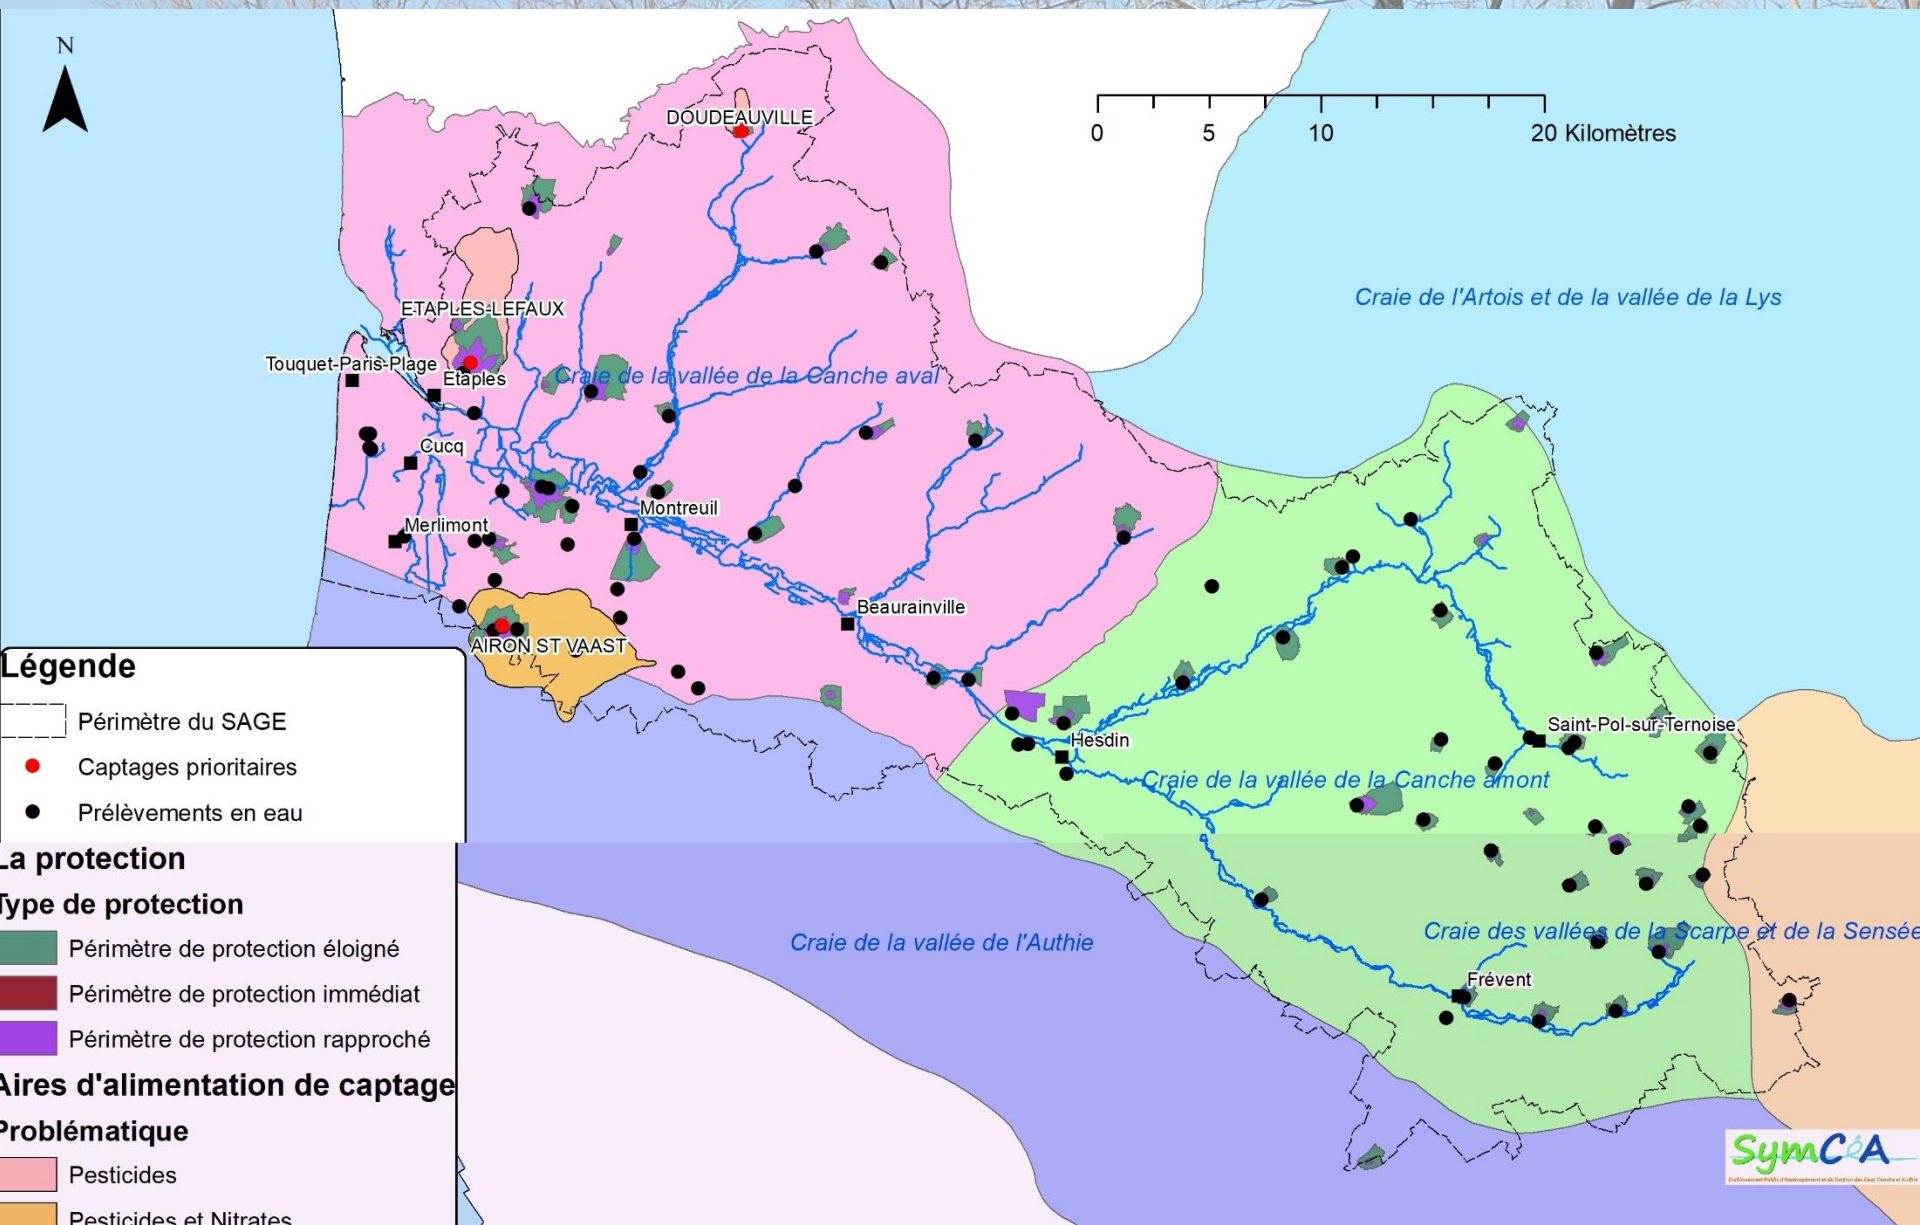 N
DOUDEAUVILLE
0 5 10 20 Kilomètres
Craie de l'Artois et de la vallée de la Lys
ETAPLES-LEFAUX
Touquet-Paris-Plage
Etaples
Craie de la vallée de la Canche aval
Cucq
Montreuil
Merlimont
Beaurainville
AIRON ST VAAST
Légende
Périmètre du SAGE
Captages prioritaires
Prélèvements en eau
Saint-Pol-sur-Ternoise
Hesdin
Craie de la vallée de la Canche amont
La protection
Type de protection
Périmètre de protection éloigné
Périmètre de protection immédiat
Périmètre de protection rapproché
Craie de la vallée de l'Authie
Craie des vallées de la Scarpe et de la Sensée
Frévent
Aires d'alimentation de captage
Problématique
Pesticides
Pesticides et Nitrates
SymCéA